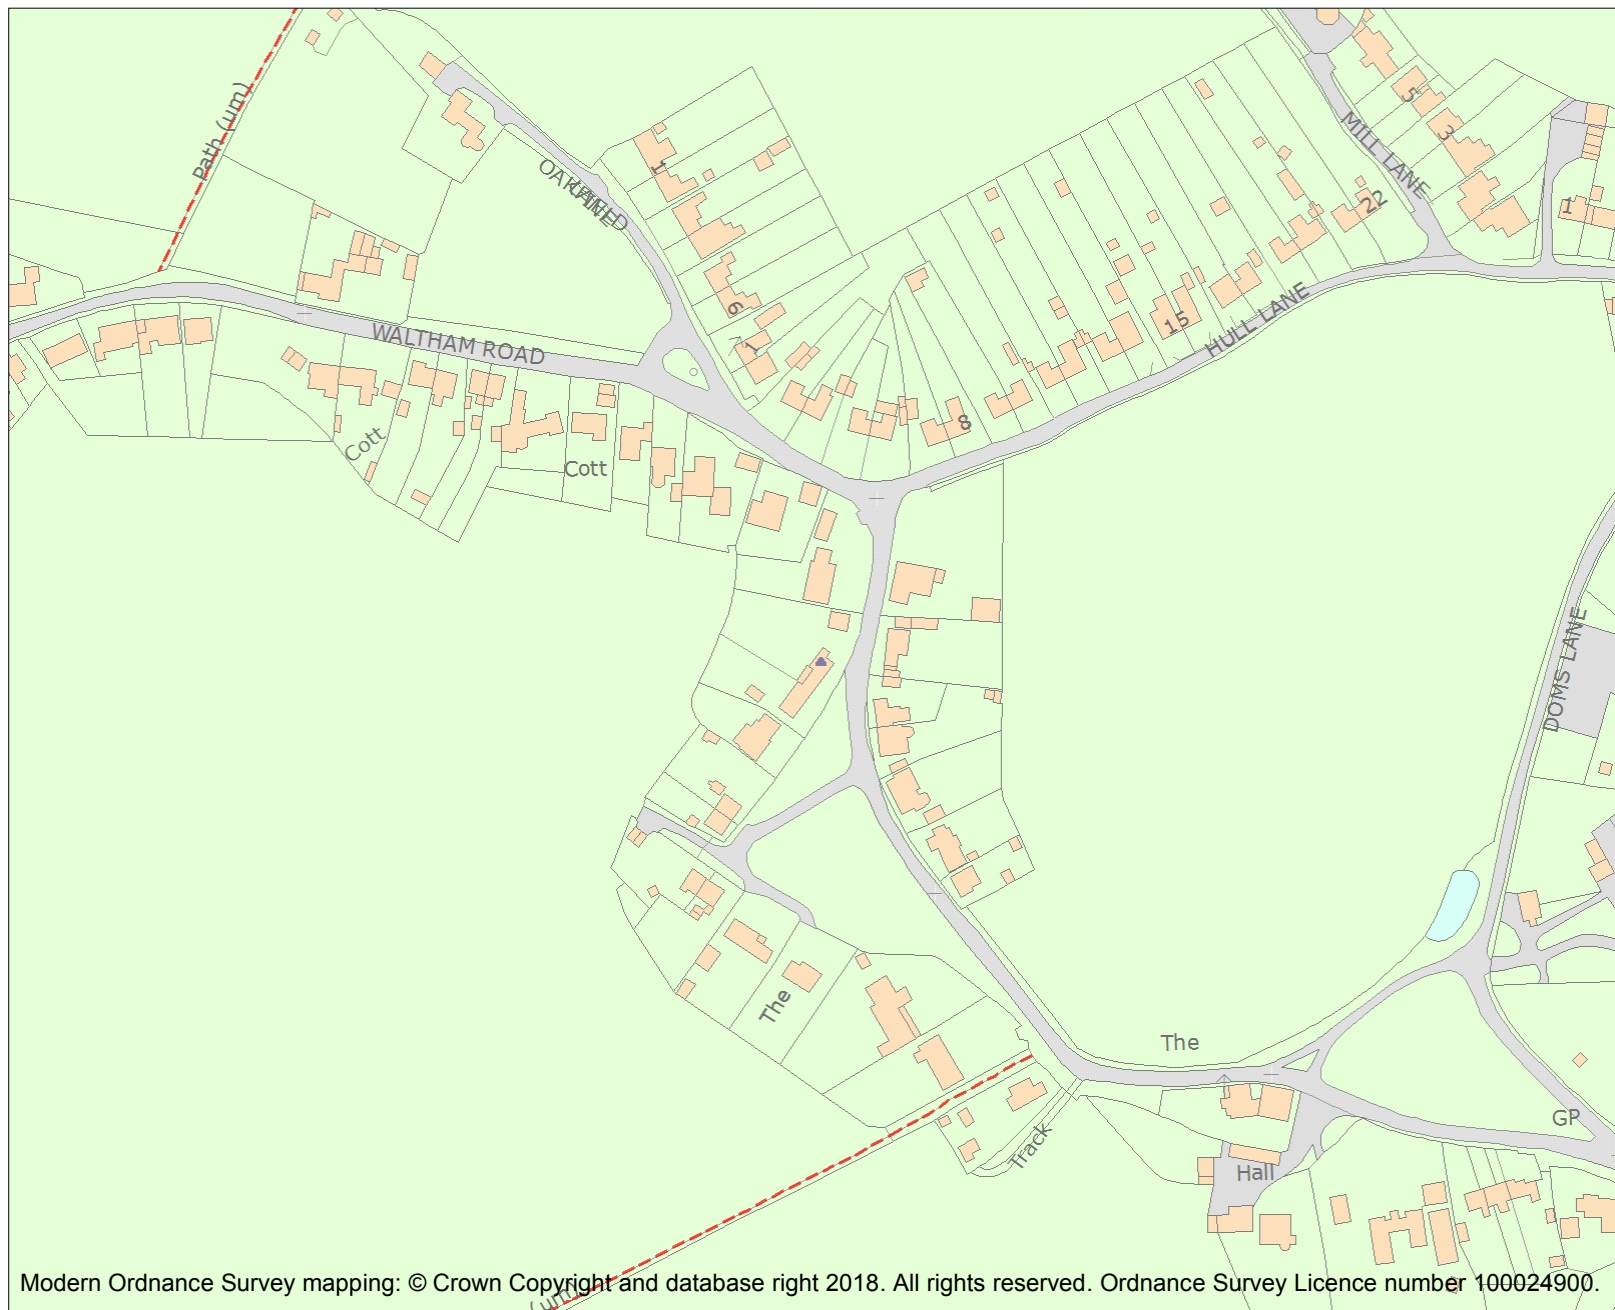 Path (um)
OAKFIELD
LANE
WALTHAM ROAD
MILL LANE
HULL LANE
DOMS LANE
5
3
1
22
1
6
1
15
8
Cott
Cott
The
The
Track
Hall
GP
(um)
Modern Ordnance Survey mapping: © Crown Copyright and database right 2018. All rights reserved. Ordnance Survey Licence number 100024900.